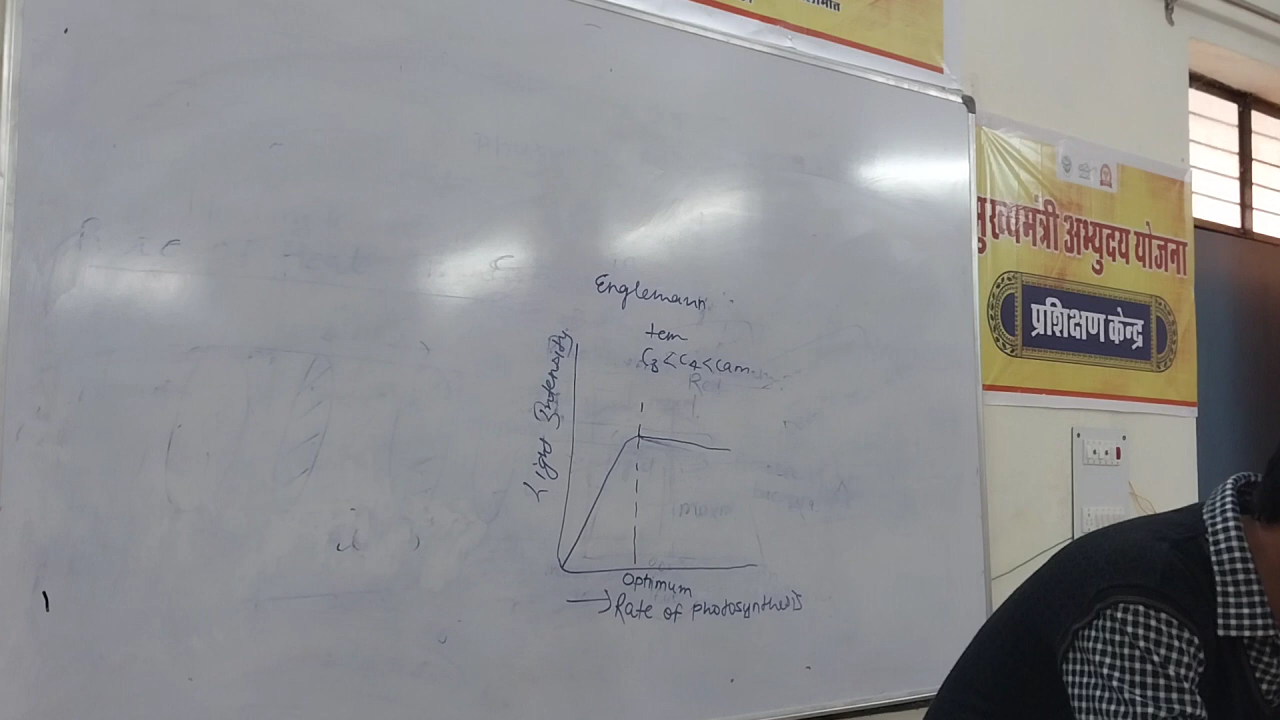 Englemann
tem
C3<C4<Cam
Light Intensity
Optimum
→ Rate of photosynthesis
मुख्यमंत्री अभ्युदय योजना
प्रशिक्षण केन्द्र